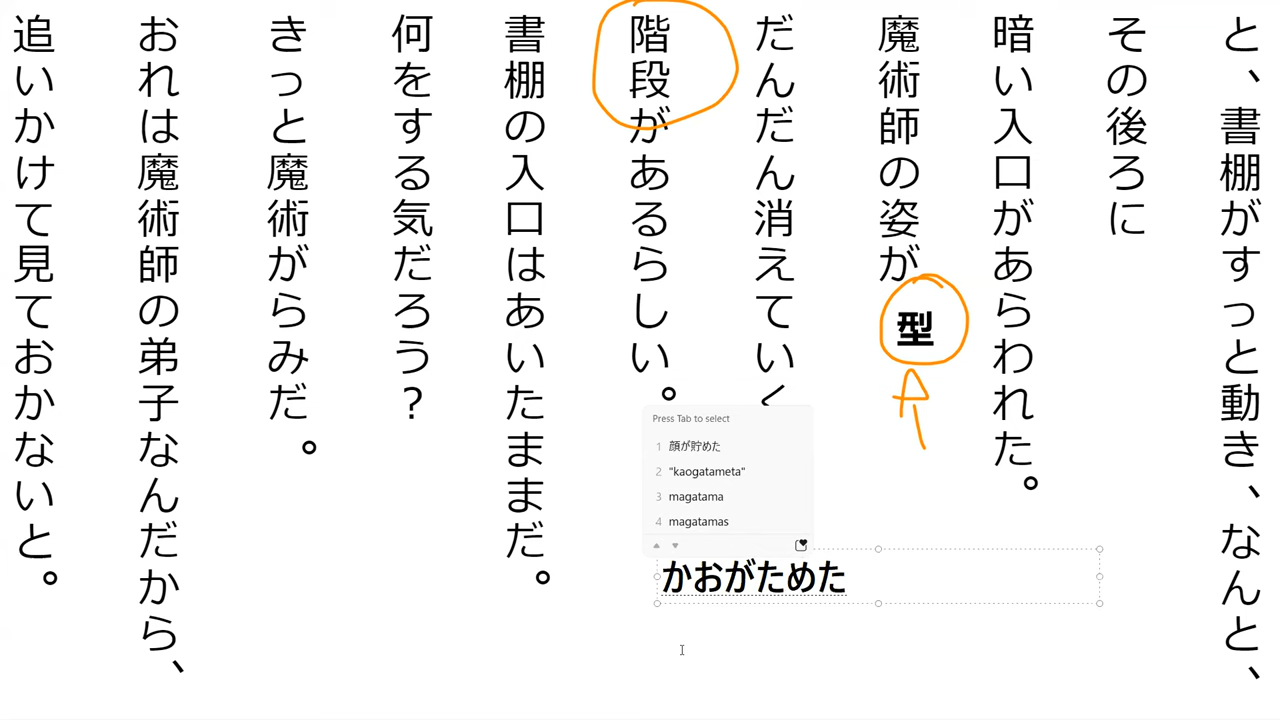 と、書棚がすっと動き、なんと、
その後ろに
暗い入口があらわれた。
魔術師の姿が
型
だんだん消えていく
階段があるらしい。
書棚の入口はあいたままだ。
何をする気だろう？
きっと魔術がらみだ。
おれは魔術師の弟子なんだから、
追いかけて見ておかないと。
Press Tab to select
1 顔が貯めた
2 "kaogatameta"
3 magatama
4 magatamas
かおがためた